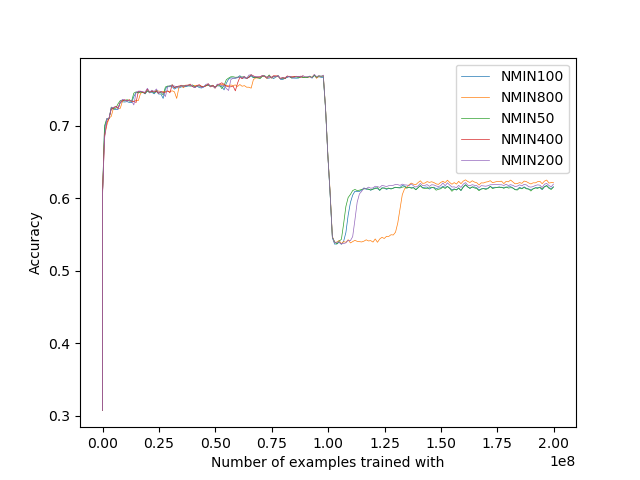 NMIN100
NMIN800
NMIN50
NMIN400
NMIN200
0.7
0.6
0.5
0.4
0.3
Accuracy
0.00 0.25 0.50 0.75 1.00 1.25 1.50 1.75 2.00
Number of examples trained with
1e8